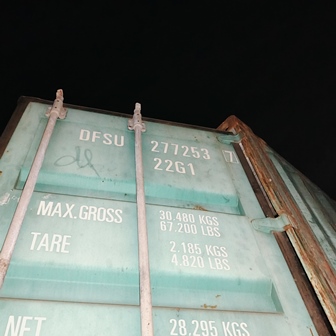 DFSU 277253 7
22G1
MAX.GROSS 30.480 KGS
67.200 LBS
TARE 2.185 KGS
4.820 LBS
NET 28.295 KGS